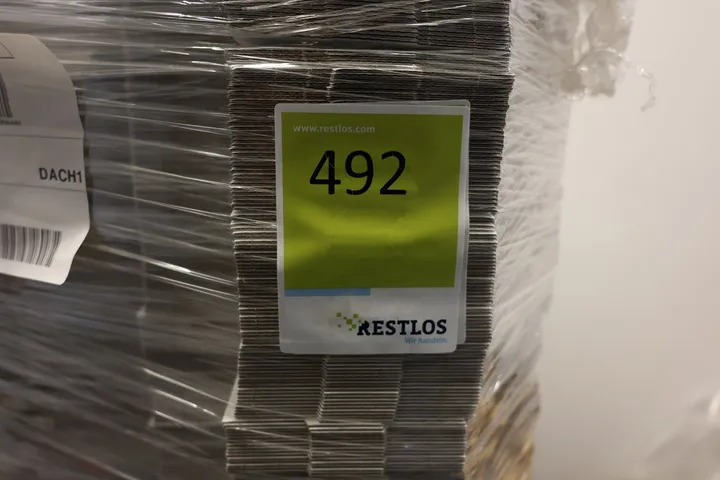 www.restlos.com
492
DACH1
RESTLOS
Wir handeln.